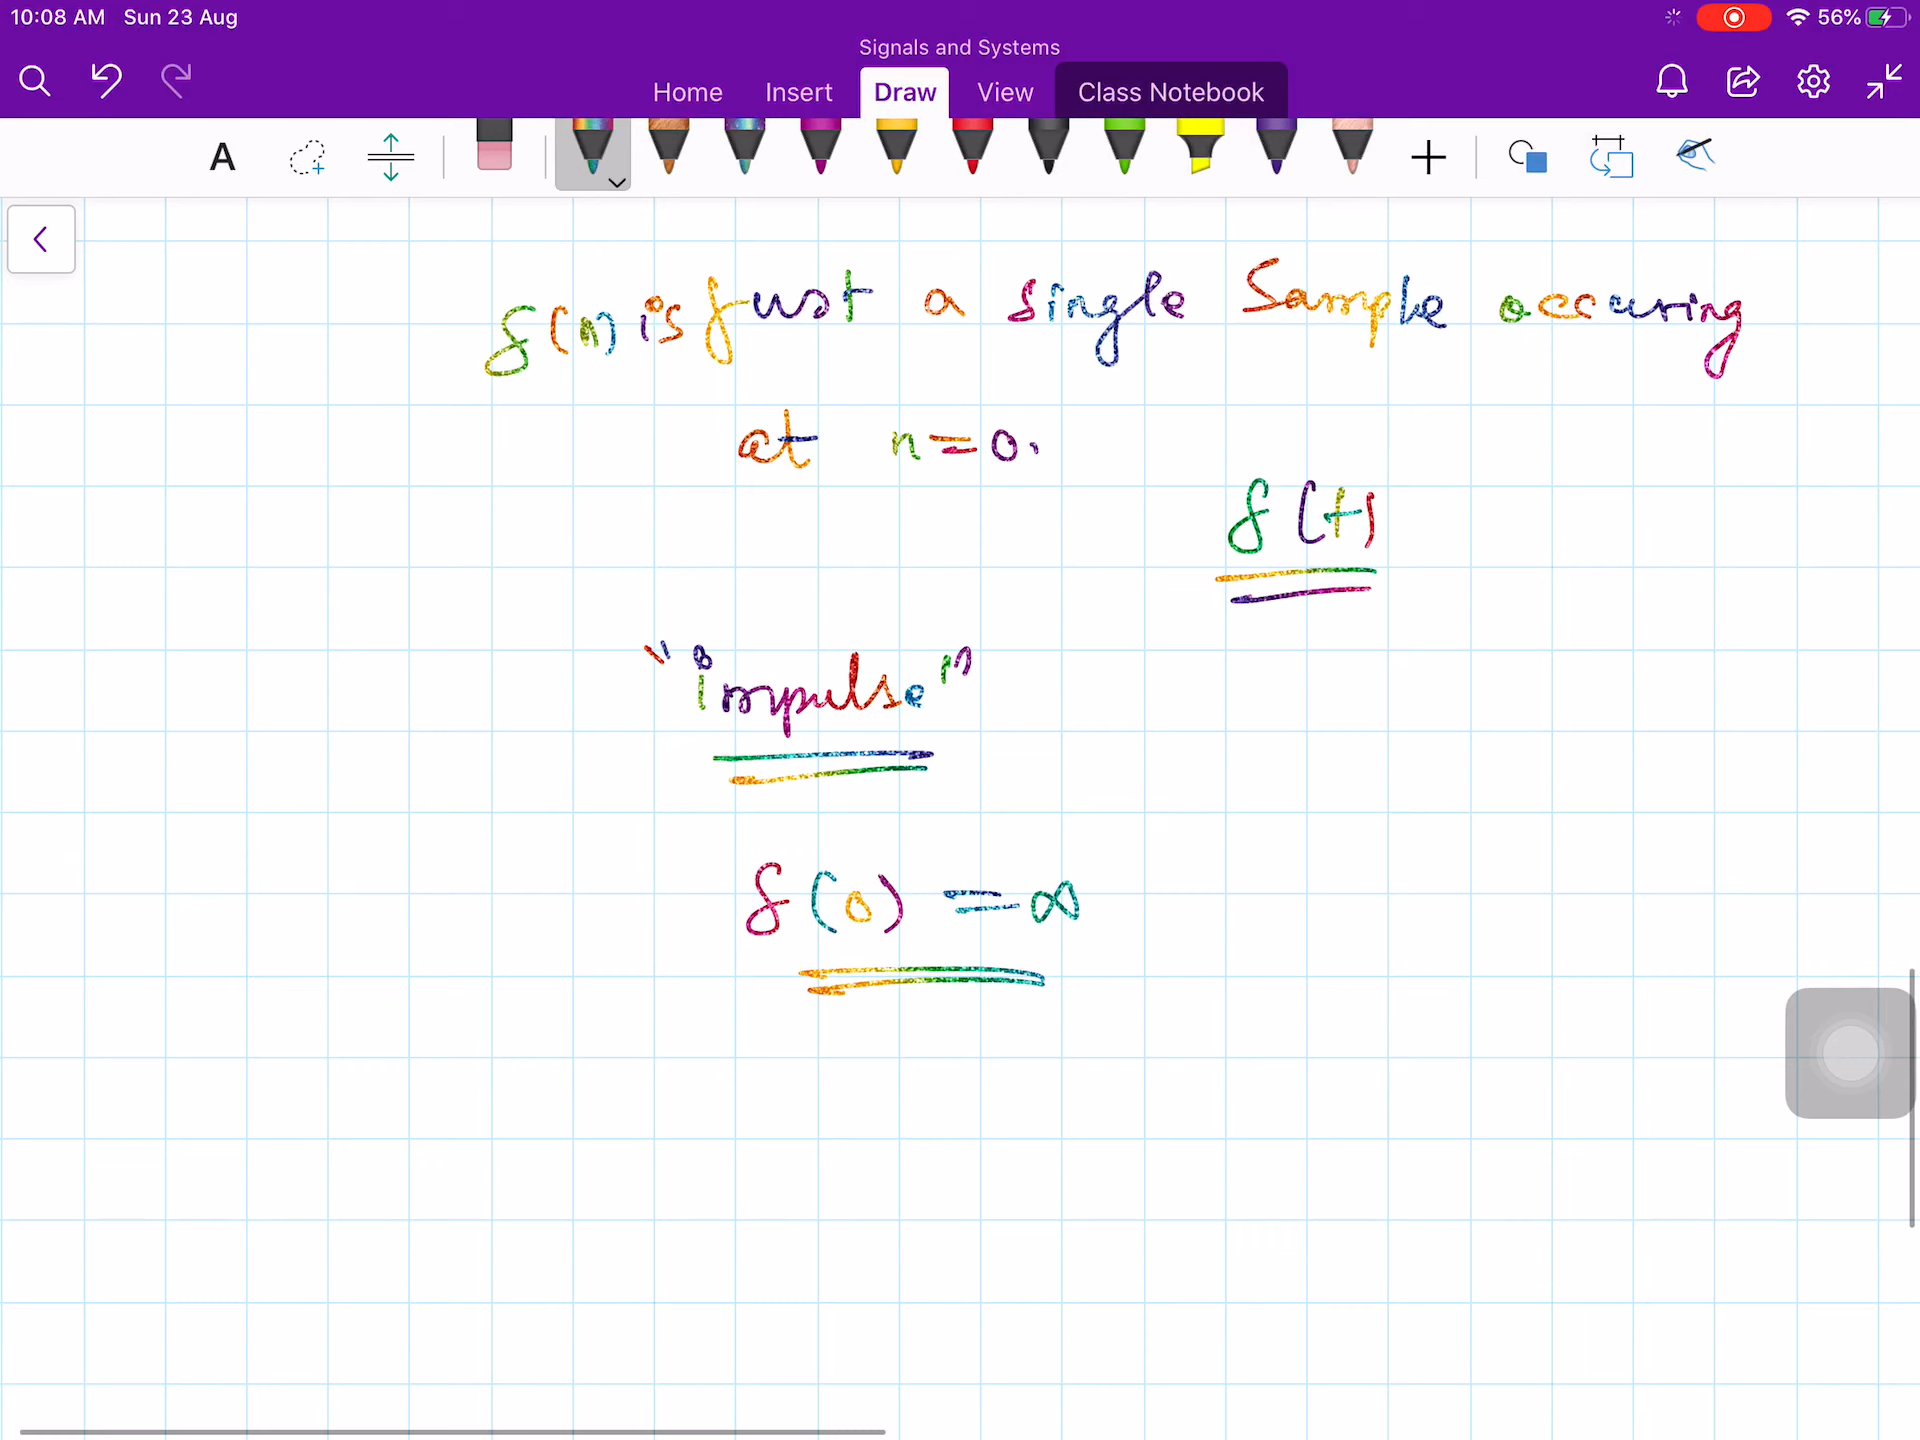 10:08 AM Sun 23 Aug
56%
Signals and Systems
Home Insert Draw View Class Notebook
A
δ(n) is just a single Sample occuring
at n=0.
δ(t)
"impulse"
δ(0) = ∞